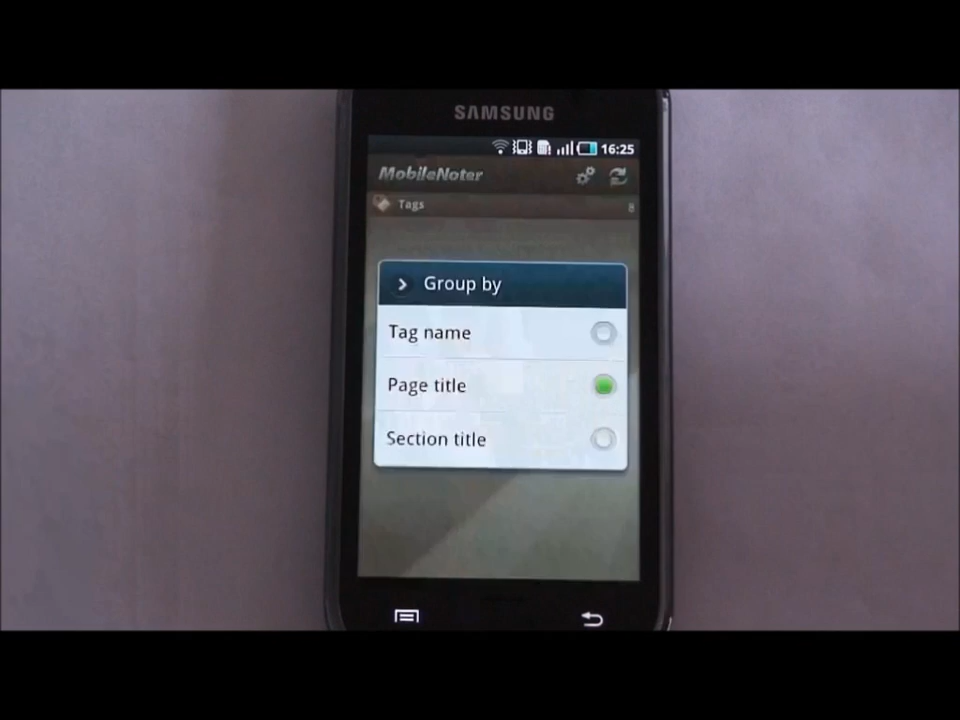 SAMSUNG
16:25
MobileNoter
Tags 8
Group by
Tag name
Page title
Section title